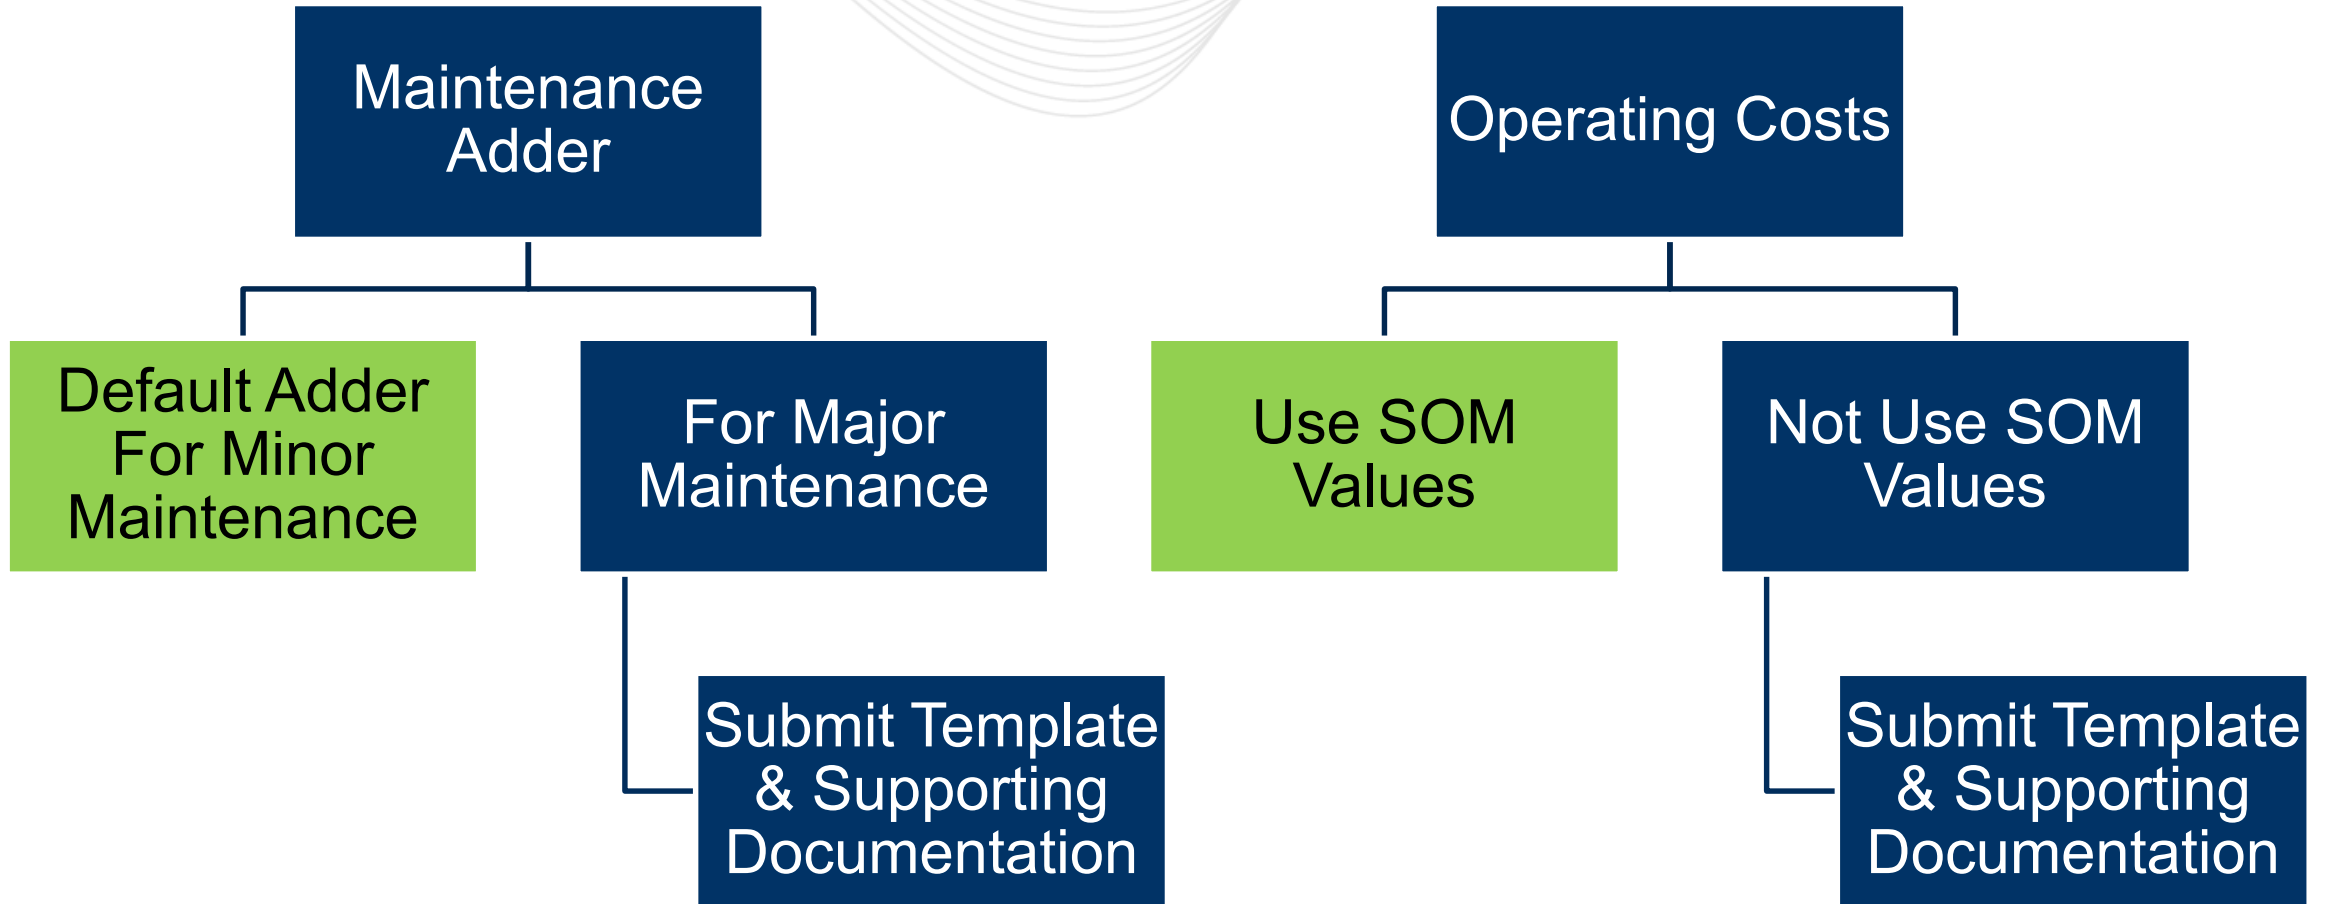 Maintenance
Adder
Operating Costs
Default Adder
For Minor
Maintenance
For Major
Maintenance
Use SOM
Values
Not Use SOM
Values
Submit Template
& Supporting
Documentation
Submit Template
& Supporting
Documentation